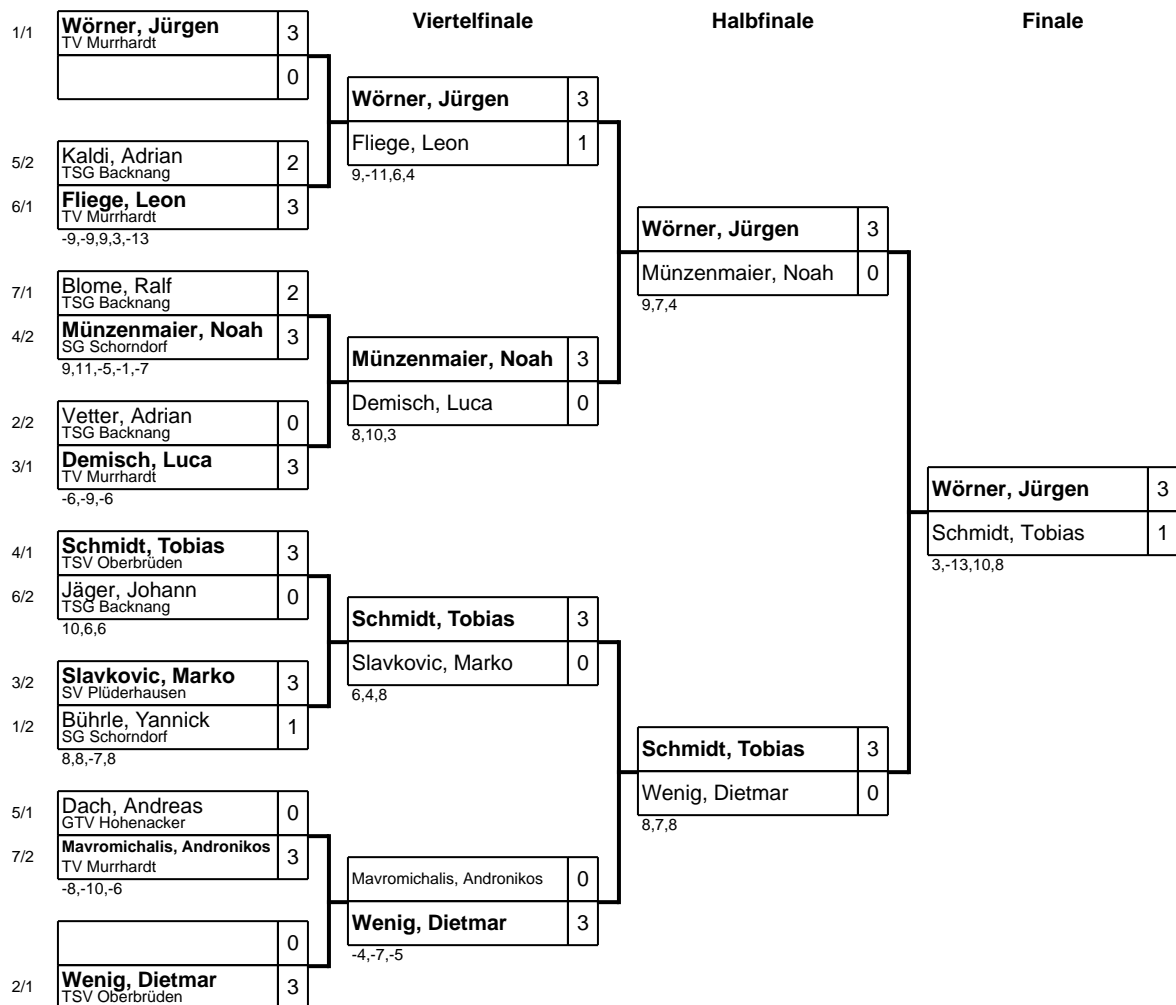 Viertelfinale
Halbfinale
Finale
1/1
Wörner, Jürgen 3
TV Murrhardt
0
5/2
Kaldi, Adrian 2
TSG Backnang
6/1
Fliege, Leon 3
TV Murrhardt
-9,-9,9,3,-13
7/1
Blome, Ralf 2
TSG Backnang
4/2
Münzenmaier, Noah 3
SG Schorndorf
9,11,-5,-1,-7
2/2
Vetter, Adrian 0
TSG Backnang
3/1
Demisch, Luca 3
TV Murrhardt
-6,-9,-6
4/1
Schmidt, Tobias 3
TSV Oberbrüden
6/2
Jäger, Johann 0
TSG Backnang
10,6,6
3/2
Slavkovic, Marko 3
SV Plüderhausen
1/2
Bührle, Yannick 1
SG Schorndorf
8,8,-7,8
5/1
Dach, Andreas 0
GTV Hohenacker
7/2
Mavromichalis, Andronikos 3
TV Murrhardt
-8,-10,-6
0
2/1
Wenig, Dietmar 3
TSV Oberbrüden
Wörner, Jürgen 3
Fliege, Leon 1
9,-11,6,4
Münzenmaier, Noah 3
Demisch, Luca 0
8,10,3
Schmidt, Tobias 3
Slavkovic, Marko 0
6,4,8
Mavromichalis, Andronikos 0
Wenig, Dietmar 3
-4,-7,-5
Wörner, Jürgen 3
Münzenmaier, Noah 0
9,7,4
Schmidt, Tobias 3
Wenig, Dietmar 0
8,7,8
Wörner, Jürgen 3
Schmidt, Tobias 1
3,-13,10,8